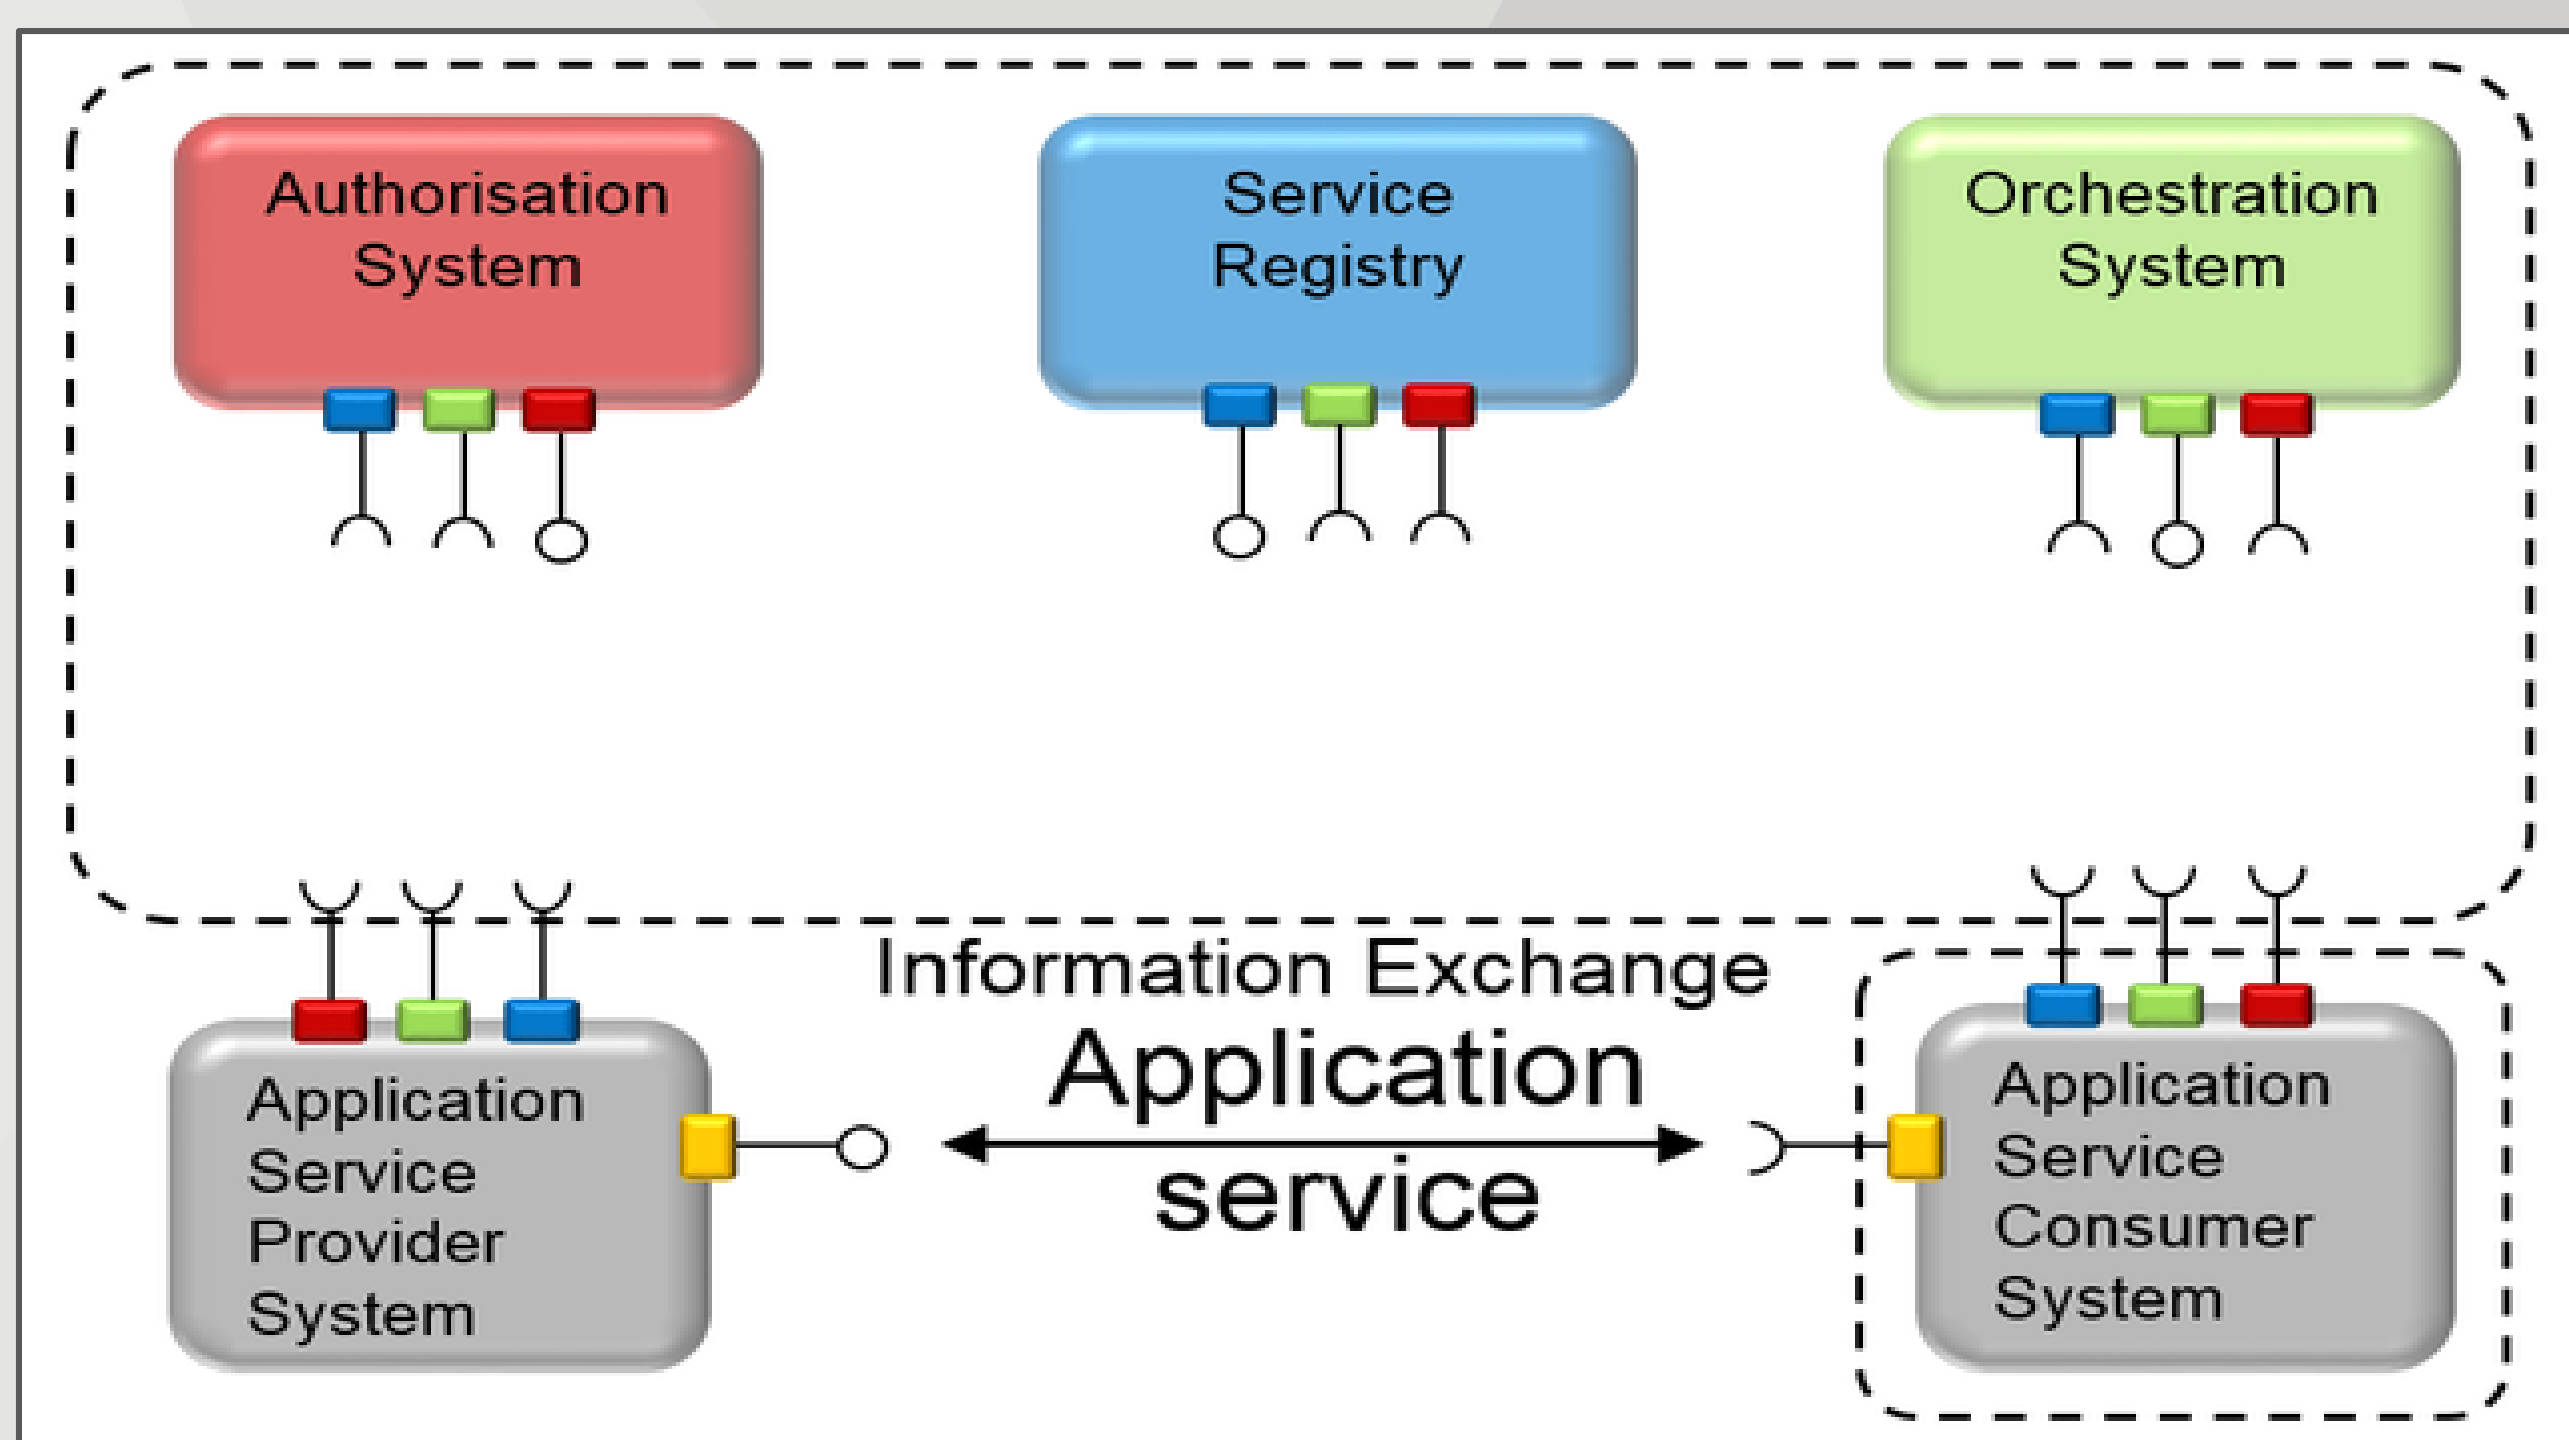 Authorisation
System
Service
Registry
Orchestration
System
Information Exchange
Application
service
Application
Service
Provider
System
Application
Service
Consumer
System